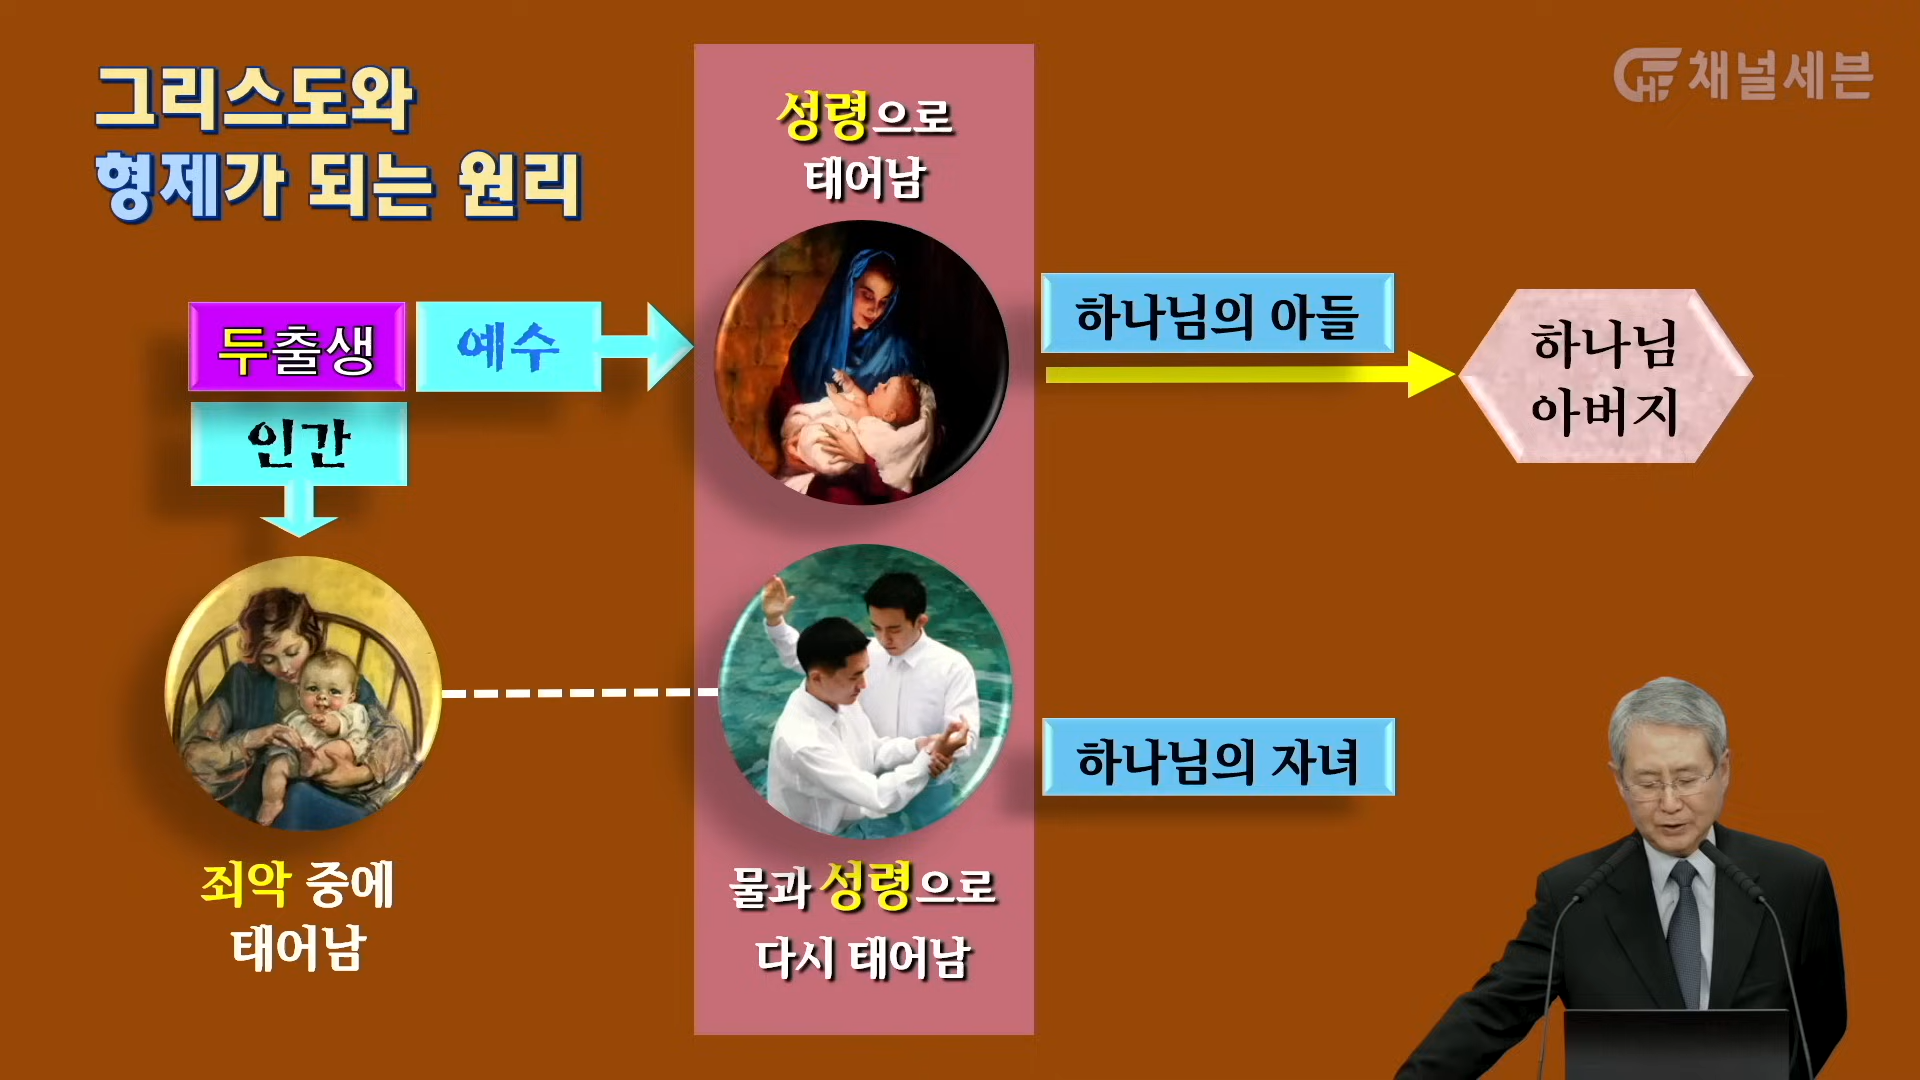 그리스도와
형제가 되는 원리
CH
채널세븐
성령으로
태어남
두출생
예수
하나님의 아들
하나님
아버지
인간
하나님의 자녀
죄악 중에
태어남
물과 성령으로
다시 태어남